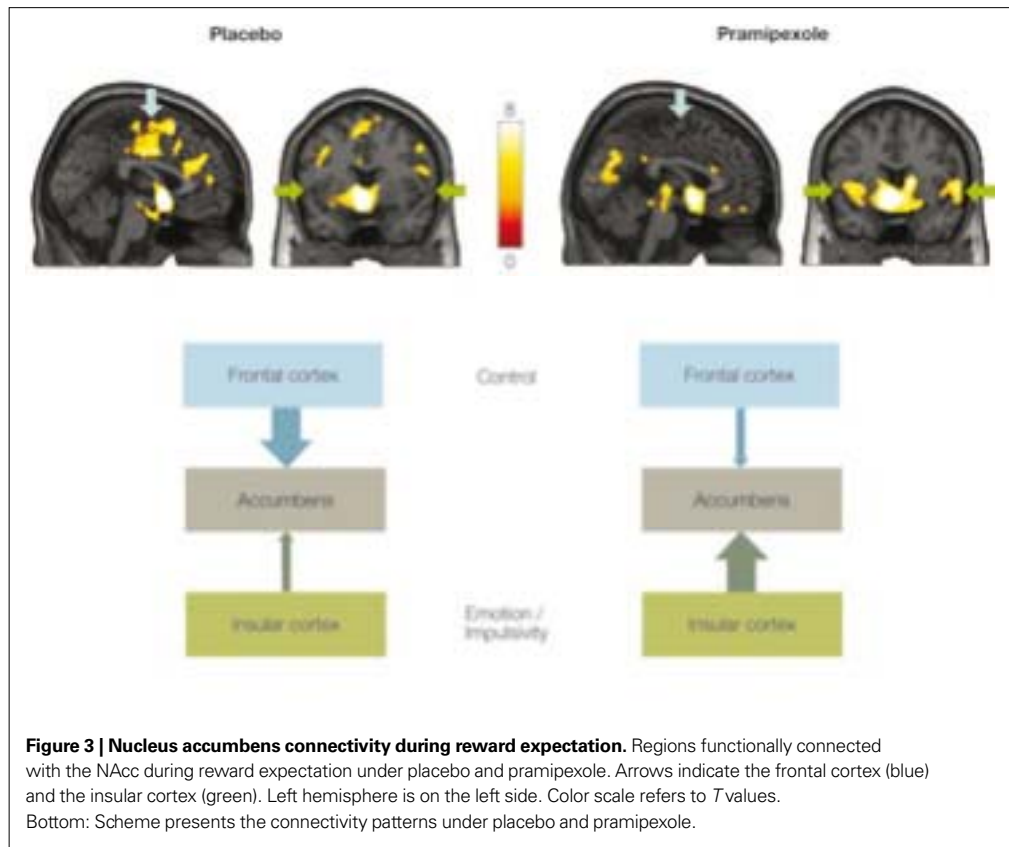 Placebo
Pramipexole
8
0
Frontal cortex
Control
Frontal cortex
Accumbens
Accumbens
Insular cortex
Emotion /
Impulsivity
Insular cortex
Figure 3 | Nucleus accumbens connectivity during reward expectation. Regions functionally connected
with the NAcc during reward expectation under placebo and pramipexole. Arrows indicate the frontal cortex (blue)
and the insular cortex (green). Left hemisphere is on the left side. Color scale refers to T values.
Bottom: Scheme presents the connectivity patterns under placebo and pramipexole.